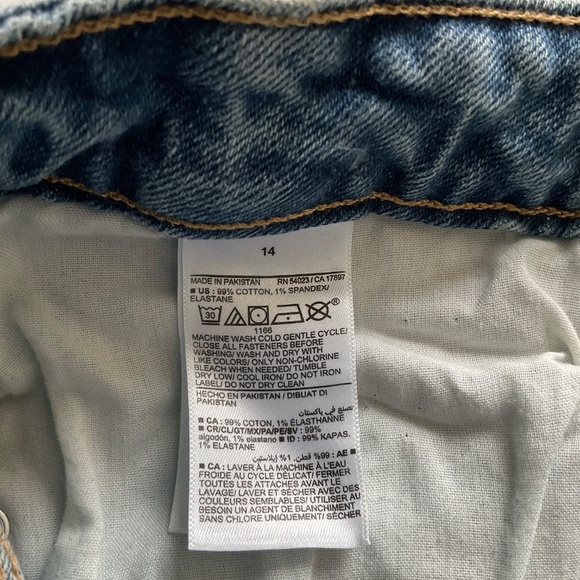 14
MADE IN PAKISTAN RN 54023 / CA 17897
■ US : 99% COTTON, 1% SPANDEX/
ELASTANE
30
1166
MACHINE WASH COLD GENTLE CYCLE/
CLOSE ALL FASTENERS BEFORE
WASHING/ WASH AND DRY WITH
LIKE COLORS/ ONLY NON-CHLORINE
BLEACH WHEN NEEDED/ TUMBLE
DRY LOW/ COOL IRON/ DO NOT IRON
LABEL/ DO NOT DRY CLEAN
HECHO EN PAKISTAN / DIBUAT DI
PAKISTAN
صنع في باكستان
■ CA : 99% COTON, 1% ÉLASTHANNE
■ CR/CL/GT/MX/PA/PE/SV : 99%
algodón, 1% elastano ■ ID : 99% KAPAS,
1% ELASTANE
AE : 99% قطن, 1% إيلاستين
■ CA : LAVER À LA MACHINE À L'EAU
FROIDE AU CYCLE DÉLICAT/ FERMER
TOUTES LES ATTACHES AVANT LE
LAVAGE/ LAVER ET SÉCHER AVEC DES
COULEURS SEMBLABLES/ UTILISER AU
BESOIN UN AGENT DE BLANCHIMENT
SANS CHLORE UNIQUEMENT/ SÉCHER